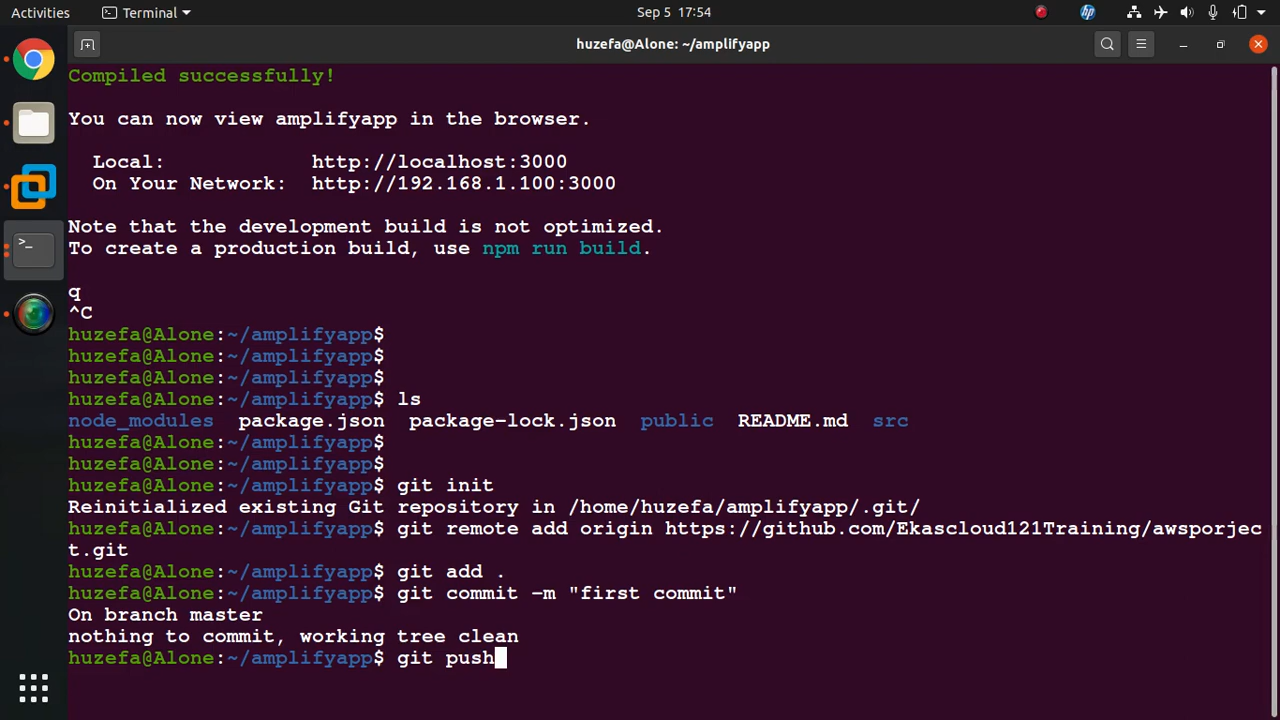 Activities
Terminal
Sep 5 17:54
huzefa@Alone: ~/amplifyapp
Compiled successfully!
You can now view amplifyapp in the browser.
Local: http://localhost:3000
On Your Network: http://192.168.1.100:3000
Note that the development build is not optimized.
To create a production build, use npm run build.
q
^C
huzefa@Alone:~/amplifyapp$
huzefa@Alone:~/amplifyapp$
huzefa@Alone:~/amplifyapp$
huzefa@Alone:~/amplifyapp$ ls
node_modules package.json package-lock.json public README.md src
huzefa@Alone:~/amplifyapp$
huzefa@Alone:~/amplifyapp$
huzefa@Alone:~/amplifyapp$ git init
Reinitialized existing Git repository in /home/huzefa/amplifyapp/.git/
huzefa@Alone:~/amplifyapp$ git remote add origin https://github.com/Ekascloud121Training/awsporjec
t.git
huzefa@Alone:~/amplifyapp$ git add .
huzefa@Alone:~/amplifyapp$ git commit -m "first commit"
On branch master
nothing to commit, working tree clean
huzefa@Alone:~/amplifyapp$ git push